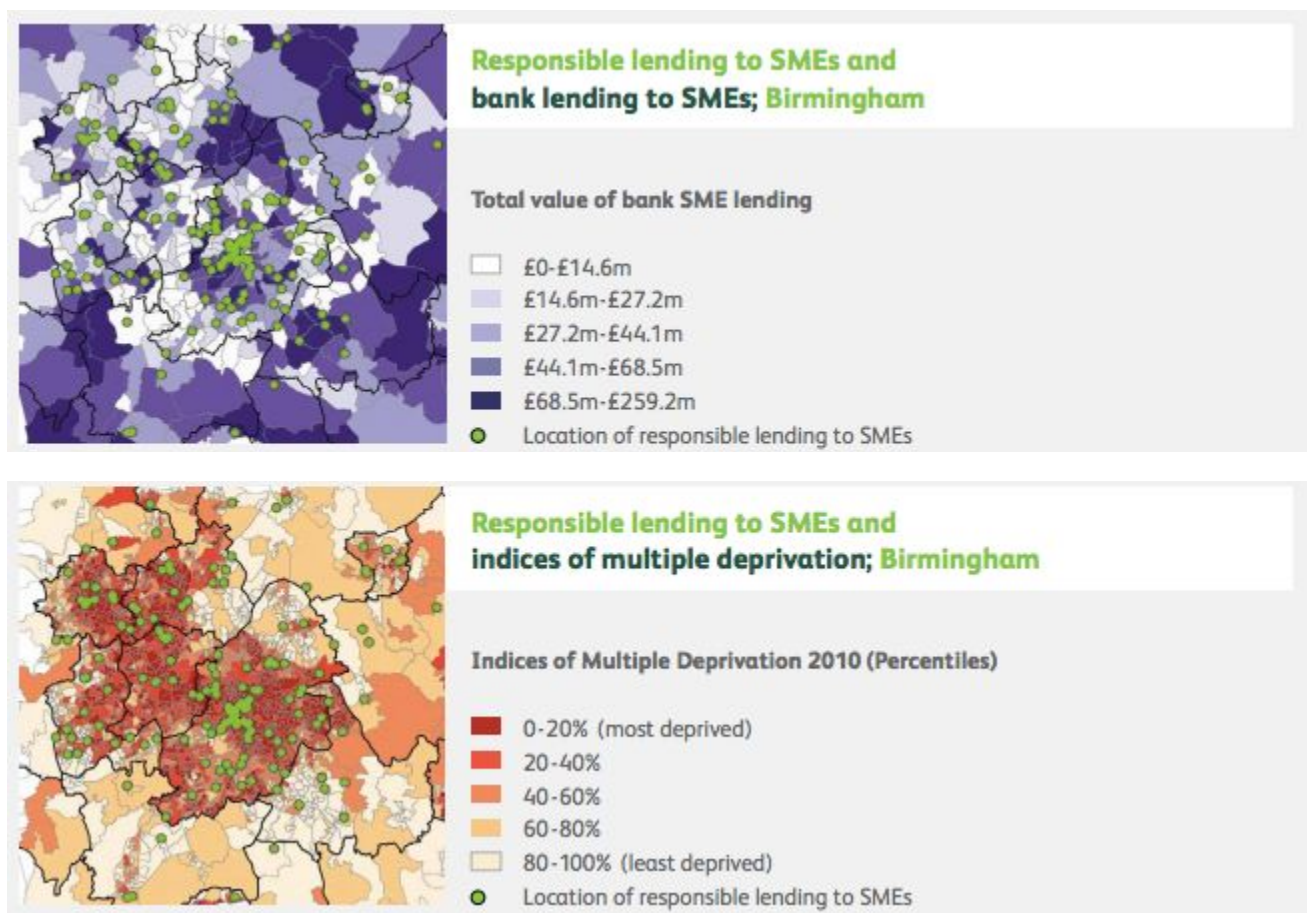 Responsible lending to SMEs and
bank lending to SMEs; Birmingham
Total value of bank SME lending
£0-£14.6m
£14.6m-£27.2m
£27.2m-£44.1m
£44.1m-£68.5m
£68.5m-£259.2m
Location of responsible lending to SMEs
Responsible lending to SMEs and
indices of multiple deprivation; Birmingham
Indices of Multiple Deprivation 2010 (Percentiles)
0-20% (most deprived)
20-40%
40-60%
60-80%
80-100% (least deprived)
Location of responsible lending to SMEs